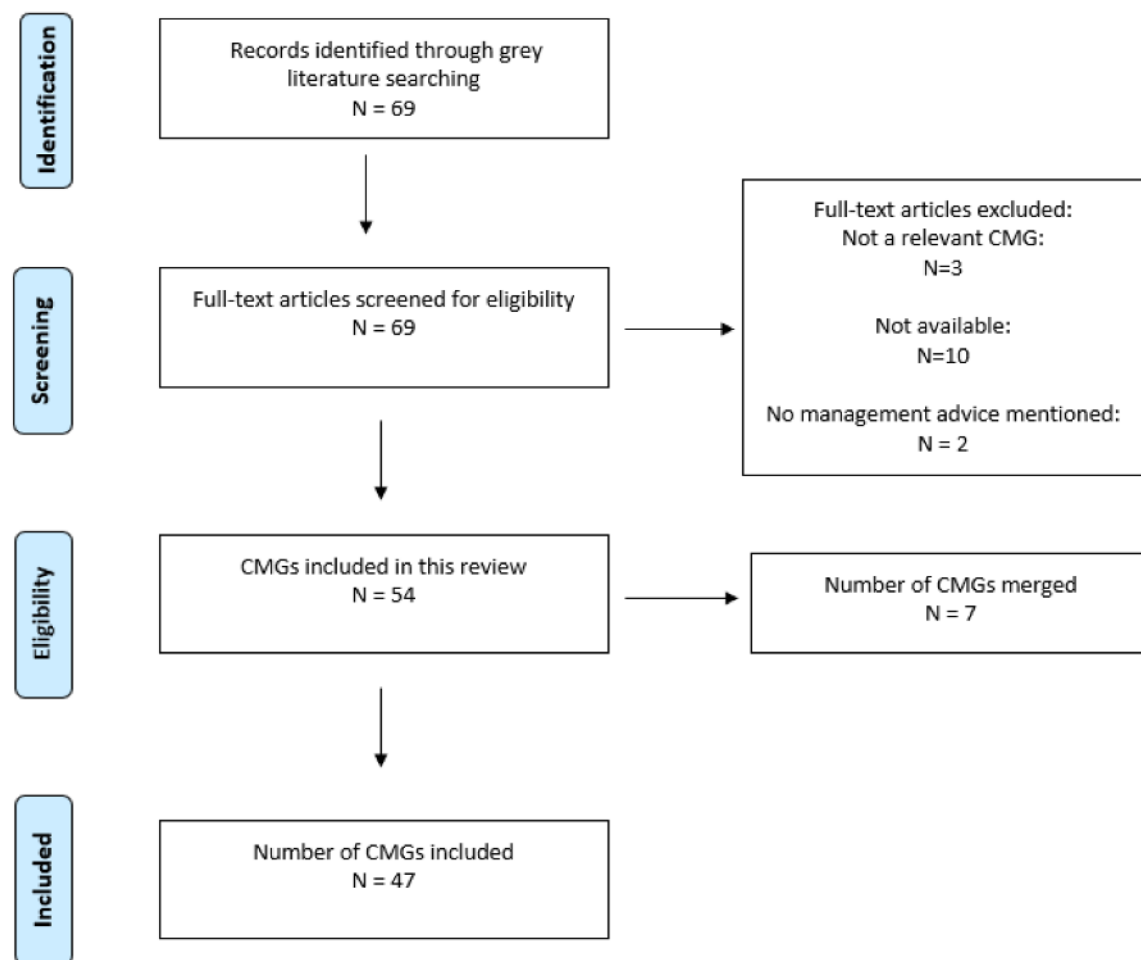 Identification
Records identified through grey
literature searching
N = 69
Screening
Full-text articles screened for eligibility
N = 69
Full-text articles excluded:
Not a relevant CMG:
N=3
Not available:
N=10
No management advice mentioned:
N = 2
Eligibility
CMGs included in this review
N = 54
Number of CMGs merged
N = 7
Included
Number of CMGs included
N = 47